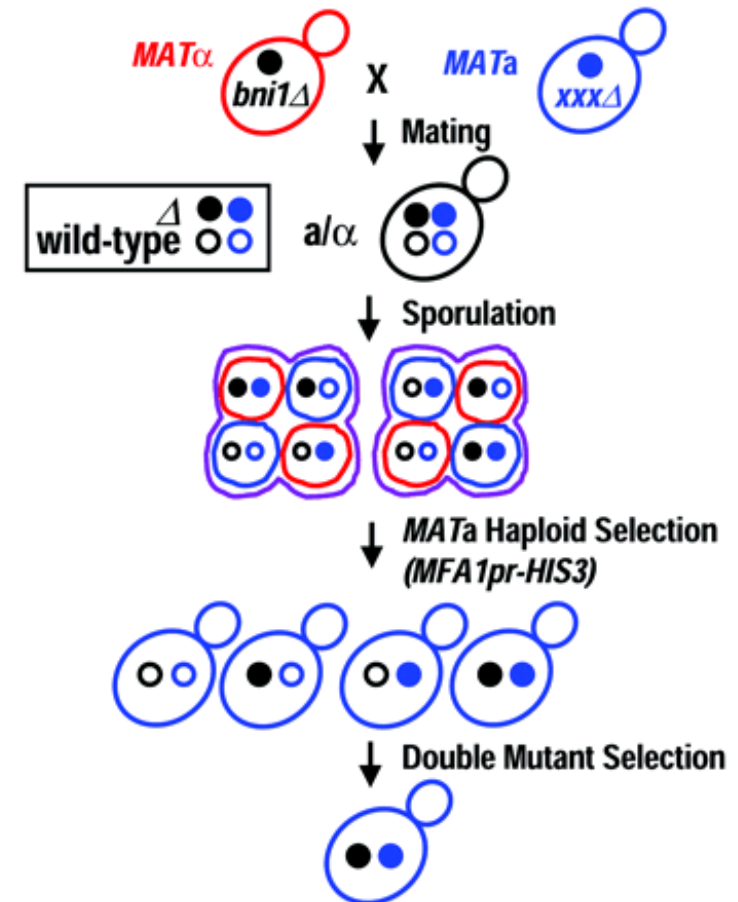 MATα
bni1Δ
X
MATa
xxxΔ
Mating
Δ
wild-type
a/α
Sporulation
MATa Haploid Selection
(MFA1pr-HIS3)
Double Mutant Selection